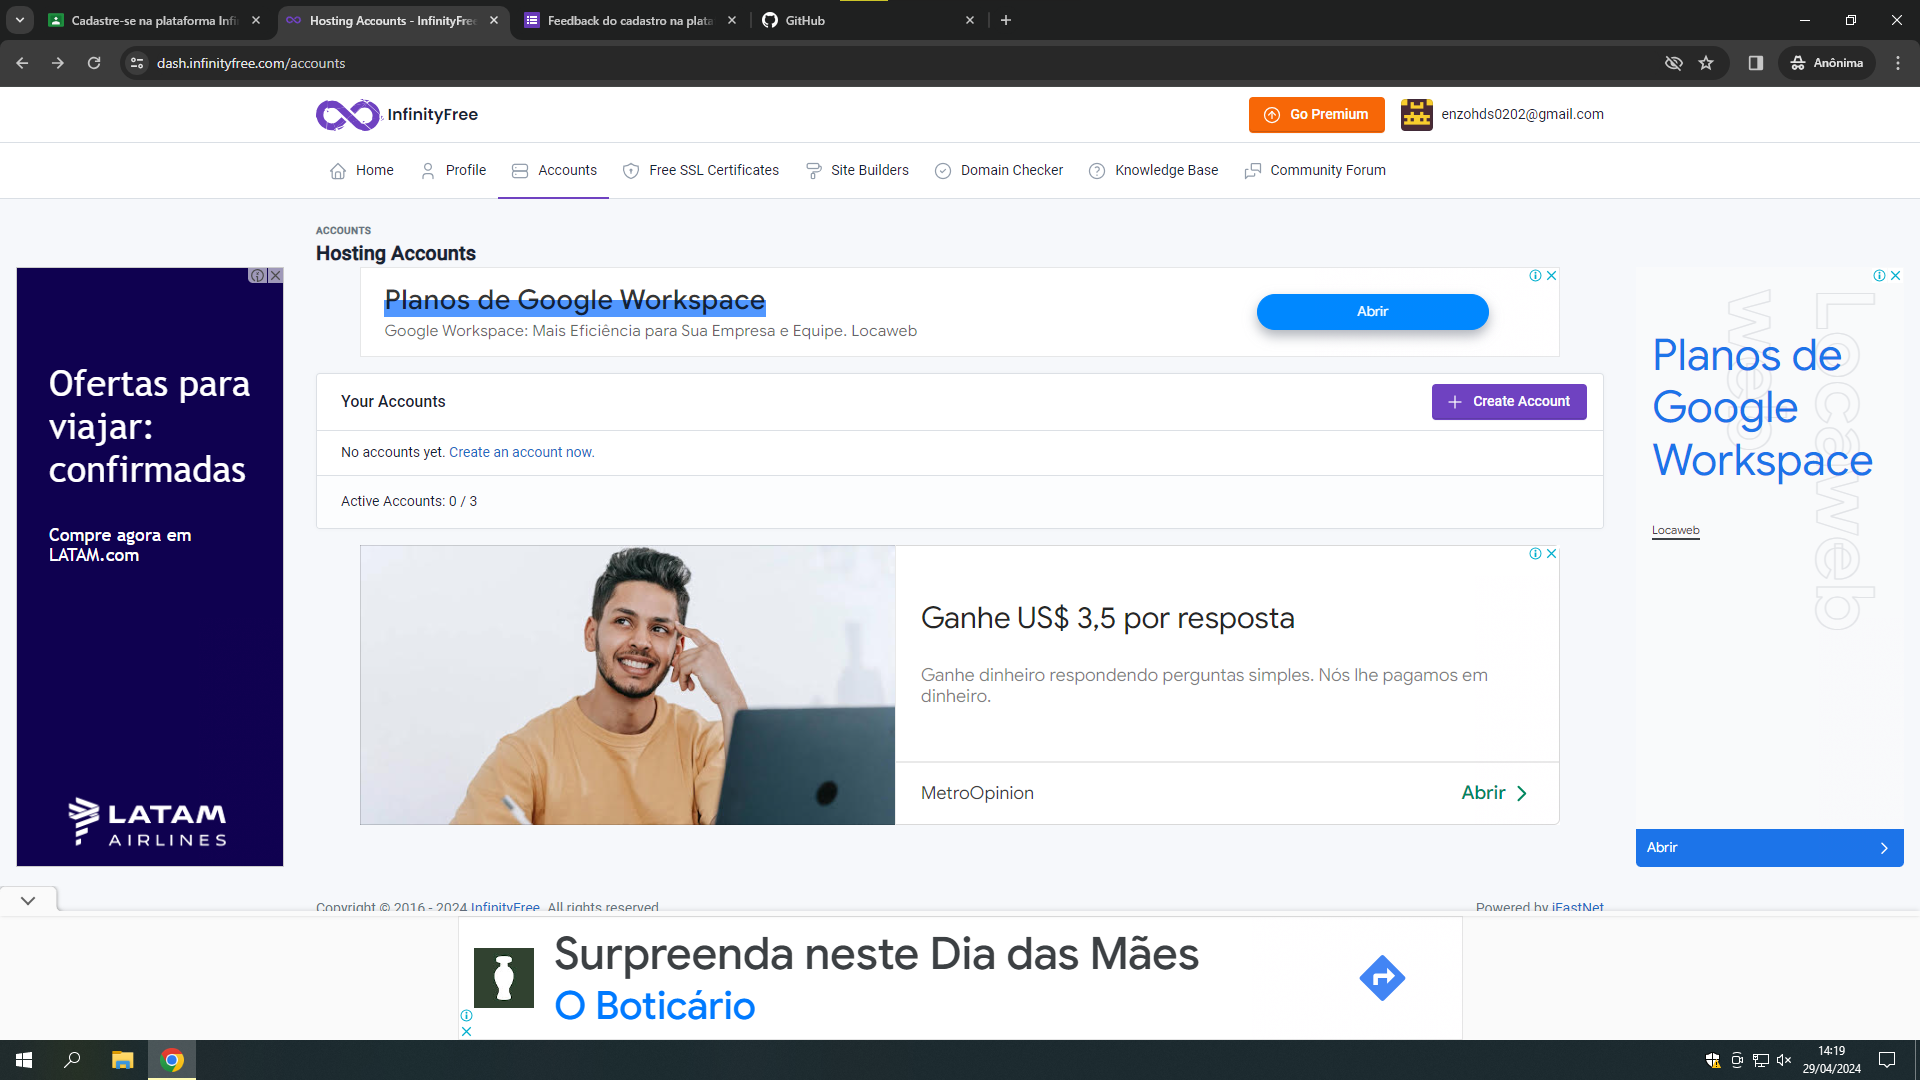 Cadastre-se na plataforma Infi
Hosting Accounts - InfinityFree
Feedback do cadastro na plata
GitHub
dash.infinityfree.com/accounts
Anônima
InfinityFree
Go Premium
enzohds0202@gmail.com
Home
Profile
Accounts
Free SSL Certificates
Site Builders
Domain Checker
Knowledge Base
Community Forum
ACCOUNTS
Hosting Accounts
Ofertas para
viajar:
confirmadas
Compre agora em
LATAM.com
LATAM
AIRLINES
Planos de Google Workspace
Google Workspace: Mais Eficiência para Sua Empresa e Equipe. Locaweb
Abrir
Your Accounts
Create Account
No accounts yet. Create an account now.
Active Accounts: 0 / 3
Ganhe US$ 3,5 por resposta
Ganhe dinheiro respondendo perguntas simples. Nós lhe pagamos em
dinheiro.
MetroOpinion
Abrir
Locaweb
web
Planos de
Google
Workspace
Locaweb
Abrir
Copyright © 2016 - 2024 InfinityFree. All rights reserved.
Powered by iFastNet
Surpreenda neste Dia das Mães
O Boticário
14:19
29/04/2024